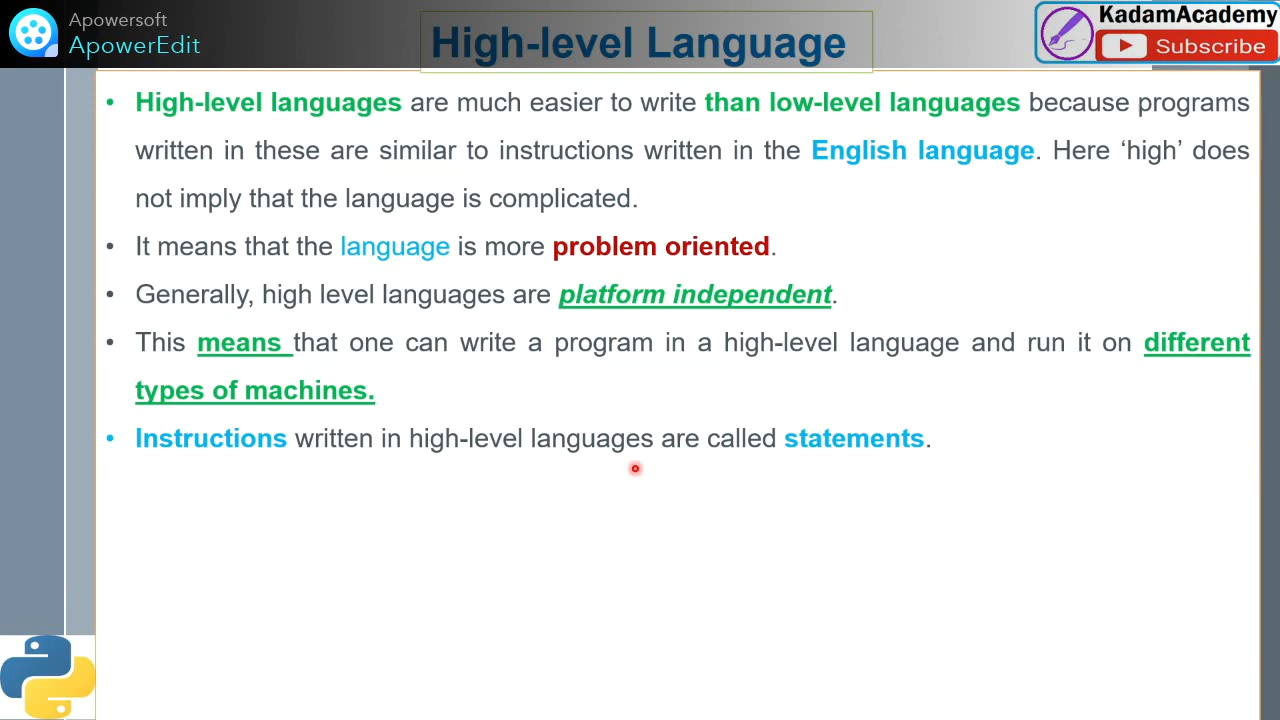 Apowersoft
ApowerEdit
High-level Language
KadamAcademy
Subscribe
• High-level languages are much easier to write than low-level languages because programs
written in these are similar to instructions written in the English language. Here ‘high’ does
not imply that the language is complicated.
• It means that the language is more problem oriented.
• Generally, high level languages are platform independent.
• This means that one can write a program in a high-level language and run it on different
types of machines.
• Instructions written in high-level languages are called statements.